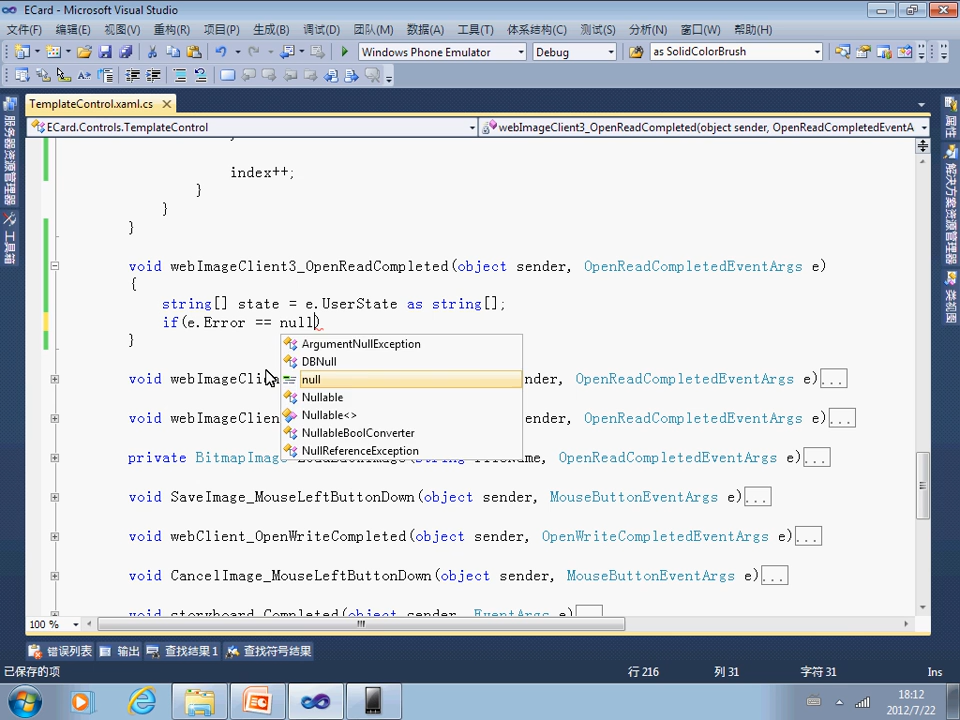 ECard - Microsoft Visual Studio
文件(F) 编辑(E) 视图(V) 重构(R) 项目(P) 生成(B) 调试(D) 团队(M) 数据(A) 工具(T) 体系结构(C) 测试(S) 分析(N) 窗口(W) 帮助(H)
Windows Phone Emulator Debug as SolidColorBrush
TemplateControl.xaml.cs
ECard.Controls.TemplateControl webImageClient3_OpenReadCompleted(object sender, OpenReadCompletedEventA
index++;
}
}
}
void webImageClient3_OpenReadCompleted(object sender, OpenReadCompletedEventArgs e)
{
string[] state = e.UserState as string[];
if(e.Error == null)
}
ArgumentNullException
DBNull
null
Nullable
Nullable<>
NullableBoolConverter
NullReferenceException
void webImageCli nder, OpenReadCompletedEventArgs e)...
void webImageClien nder, OpenReadCompletedEventArgs e)...
private BitmapImage OpenReadCompletedEventArgs e)...
void SaveImage_MouseLeftButtonDown(object sender, MouseButtonEventArgs e)...
void webClient_OpenWriteCompleted(object sender, OpenWriteCompletedEventArgs e)...
void CancelImage_MouseLeftButtonDown(object sender, MouseButtonEventArgs e)...
void storyboard_Completed(object sender, EventArgs e)
100 %
错误列表 输出 查找结果 1 查找符号结果
已保存的项 行 216 列 31 字符 31 Ins
18:12
2012/7/22
服务器资源管理器
工具箱
属性
解决方案资源管理器
类视图